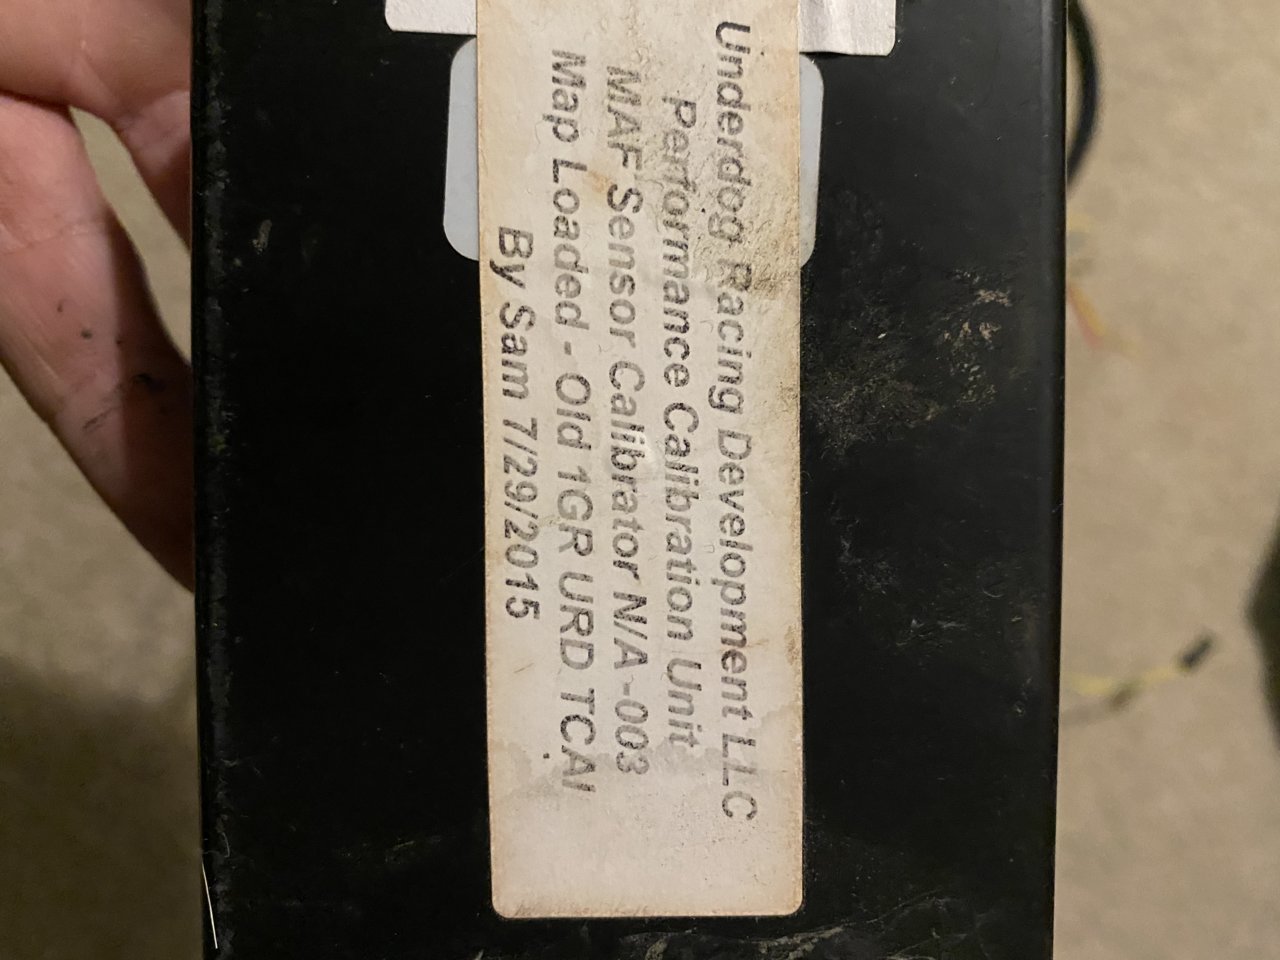 Underdog Racing Development LLC
Performance Calibration Unit
MAF Sensor Calibrator N/A -003
Map Loaded - Old 1GR URD TCAI
By Sam 7/29/2015